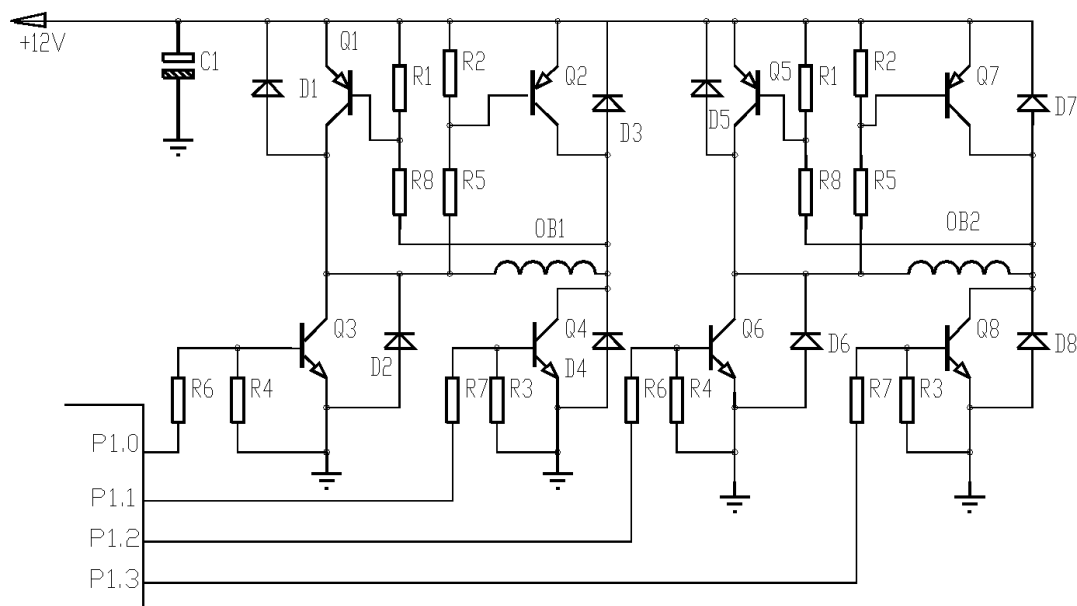 +12V
C1
D1
Q1
R1
R2
Q2
D3
D5
Q5
R1
R2
Q7
D7
R8
R5
R8
R5
OB1
OB2
Q3
D2
Q4
D4
Q6
D6
Q8
D8
R6
R4
R7
R3
R6
R4
R7
R3
P1.0
P1.1
P1.2
P1.3